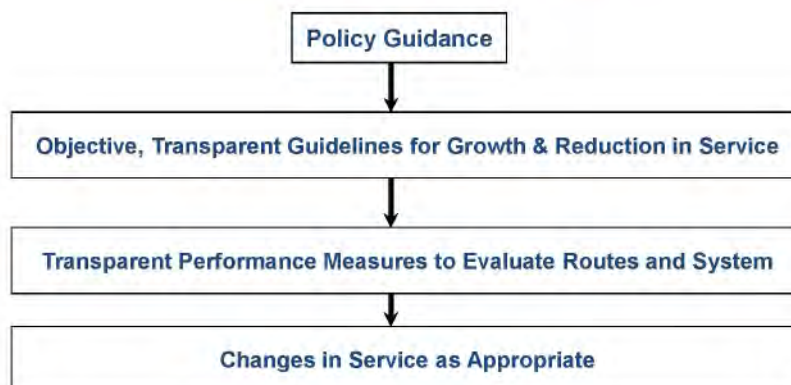 Policy Guidance
Objective, Transparent Guidelines for Growth & Reduction in Service
Transparent Performance Measures to Evaluate Routes and System
Changes in Service as Appropriate